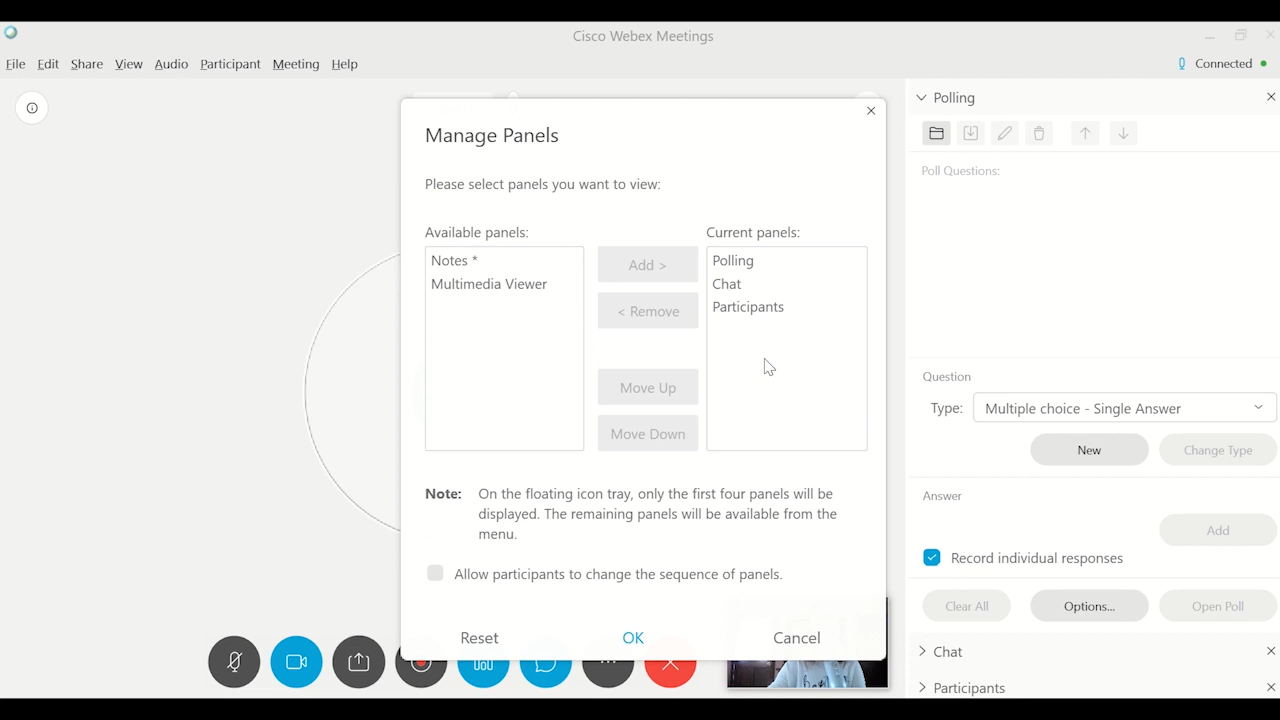 Cisco Webex Meetings
File Edit Share View Audio Participant Meeting Help
Connected
Manage Panels
Please select panels you want to view:
Available panels:
Notes *
Multimedia Viewer
Add >
< Remove
Move Up
Move Down
Current panels:
Polling
Chat
Participants
Note: On the floating icon tray, only the first four panels will be
displayed. The remaining panels will be available from the
menu.
Allow participants to change the sequence of panels.
Reset OK Cancel
Polling
Poll Questions:
Question
Type: Multiple choice - Single Answer
New Change Type
Answer
Add
Record individual responses
Clear All Options... Open Poll
Chat
Participants